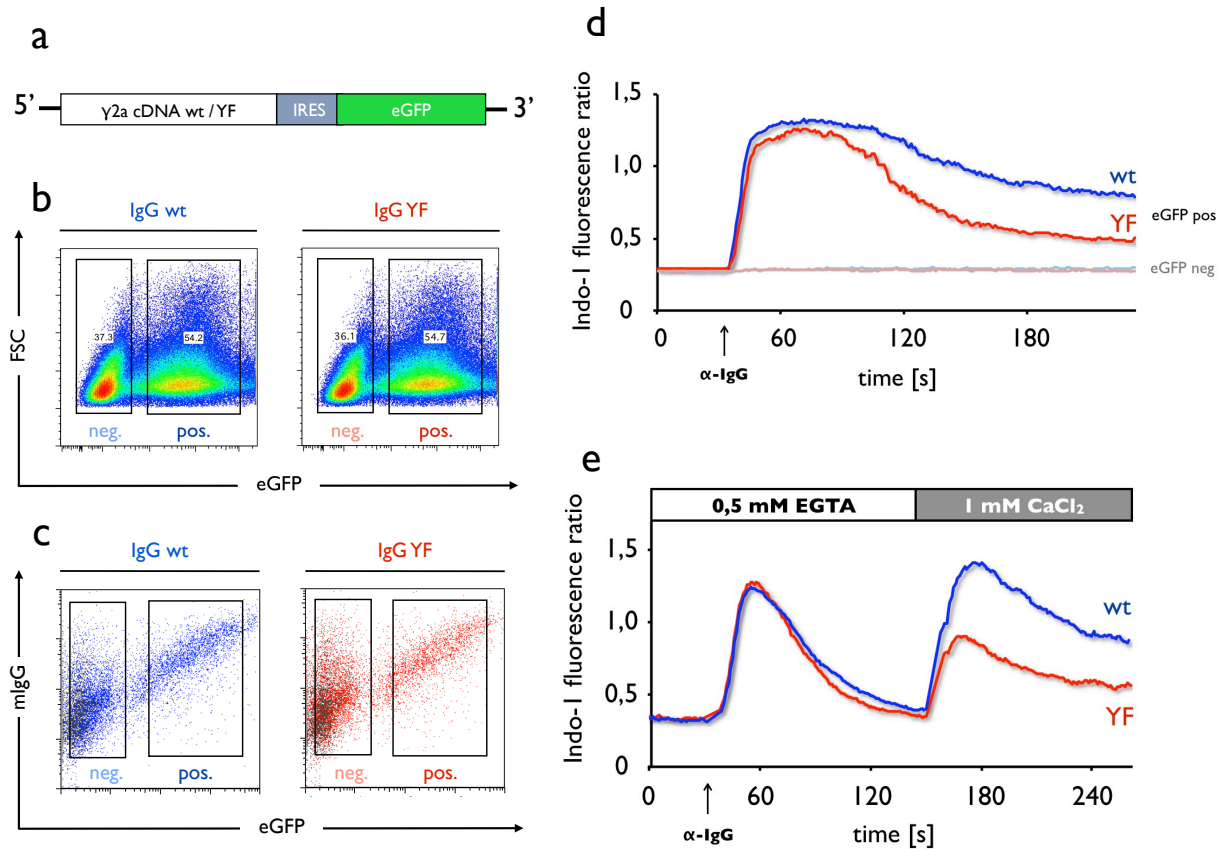 a
5’
γ2a cDNA wt / YF
IRES
eGFP
3’
b
IgG wt
IgG YF
FSC
37.3
54.2
36.1
54.7
neg.
pos.
neg.
pos.
eGFP
c
IgG wt
IgG YF
mIgG
neg.
pos.
neg.
pos.
eGFP
d
Indo-1 fluorescence ratio
1,5
1,0
0,5
0
wt
YF
eGFP pos
eGFP neg
0
60
120
180
α-IgG
time [s]
e
0,5 mM EGTA
1 mM CaCl₂
Indo-1 fluorescence ratio
1,5
1,0
0,5
0
wt
YF
0
60
120
180
240
α-IgG
time [s]